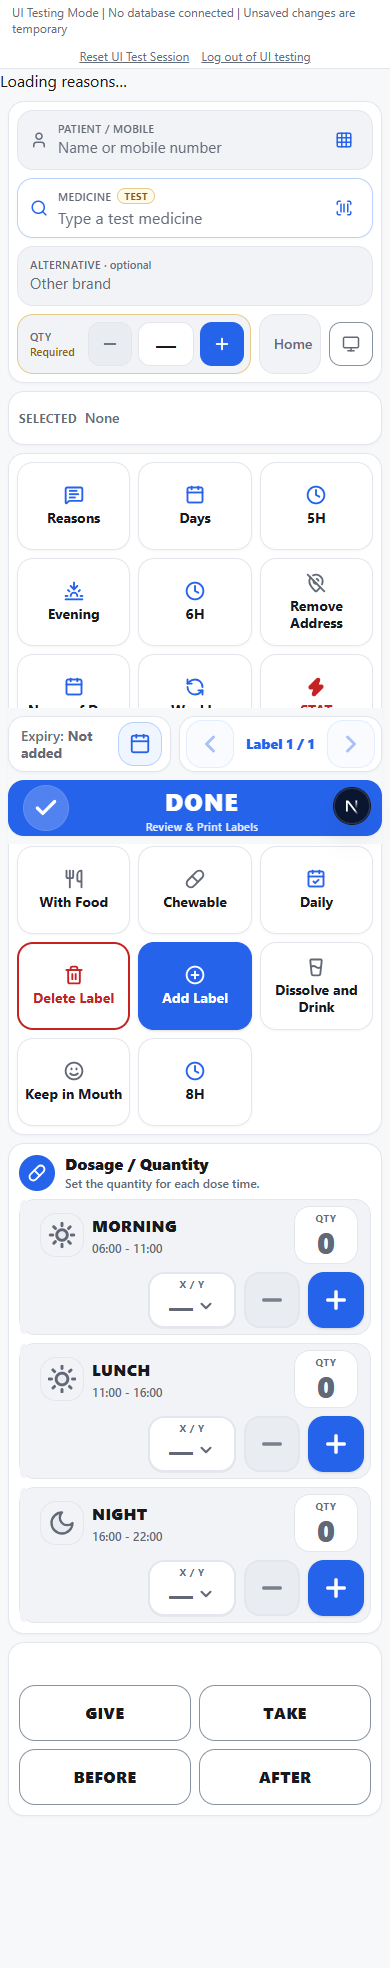 UI Testing Mode | No database connected | Unsaved changes are
temporary
Reset UI Test Session Log out of UI testing
Loading reasons...
PATIENT / MOBILE
Name or mobile number
MEDICINE TEST
Type a test medicine
ALTERNATIVE · optional
Other brand
QTY
Required
Home
SELECTED None
Reasons
Days
5H
Evening
6H
Remove
Address
STAT
Expiry: Not
added
Label 1 / 1
DONE
Review & Print Labels
N
With Food
Chewable
Daily
Delete Label
Add Label
Dissolve and
Drink
Keep in Mouth
8H
Dosage / Quantity
Set the quantity for each dose time.
MORNING
06:00 - 11:00
QTY
0
X / Y
LUNCH
11:00 - 16:00
QTY
0
X / Y
NIGHT
16:00 - 22:00
QTY
0
X / Y
GIVE
TAKE
BEFORE
AFTER